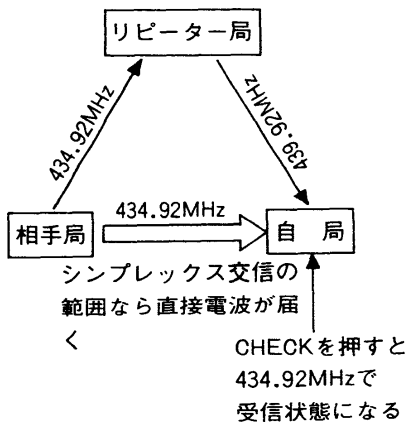 リピーター局
434.92MHz
439.92MHz
434.92MHz
相手局
自 局
シンプレックス交信の
範囲なら直接電波が届
く
CHECKを押すと
434.92MHzで
受信状態になる